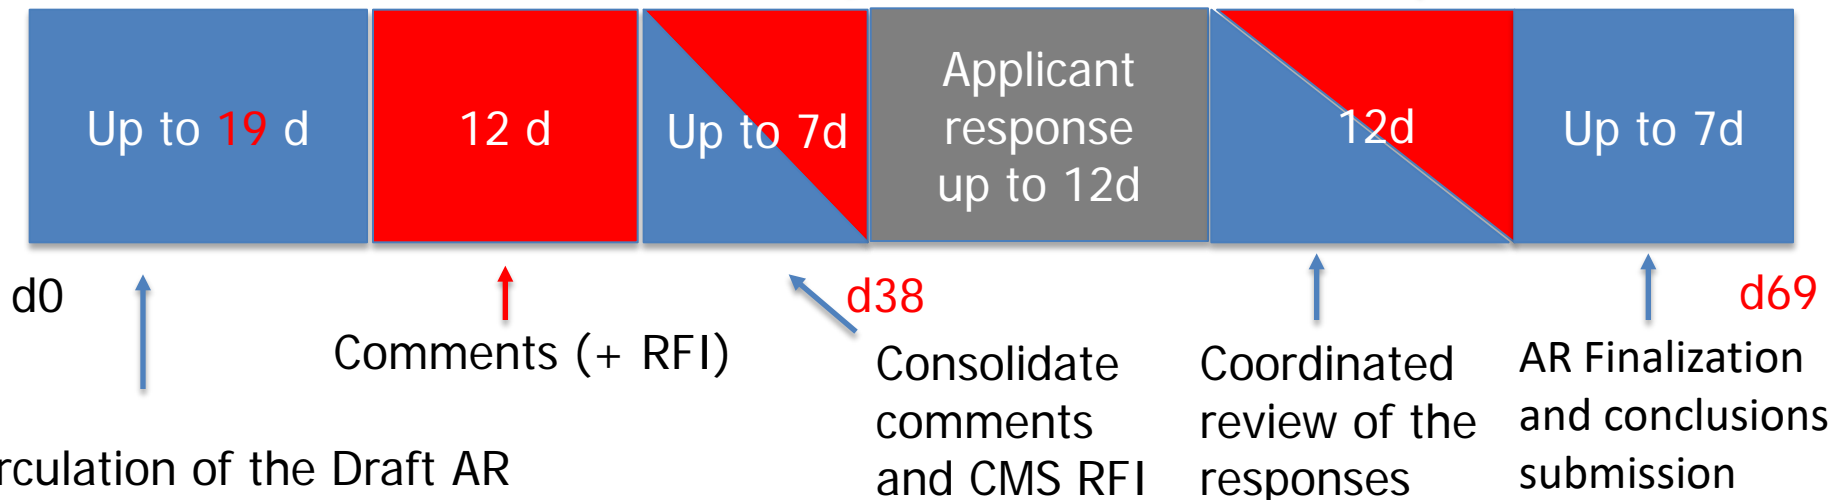 Up to 19 d
12 d
Up to 7d
Applicant
response
up to 12d
12d
Up to 7d
d0
d38
d69
Comments (+ RFI)
Consolidate
comments
and CMS RFI
Coordinated
review of the
responses
AR Finalization
and conclusions
submission
of the Draft AR